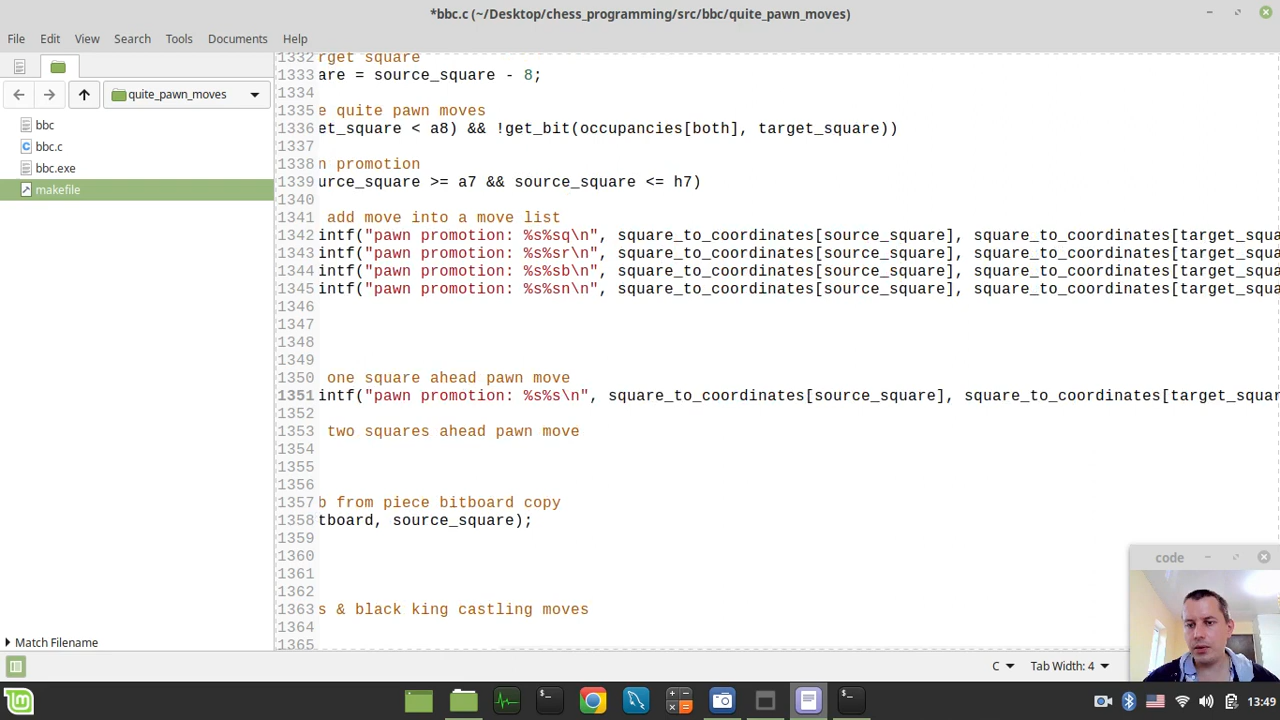 *bbc.c (~/Desktop/chess_programming/src/bbc/quite_pawn_moves)
File Edit View Search Tools Documents Help
quite_pawn_moves
bbc
bbc.c
bbc.exe
makefile
Match Filename
1332 rget square
1333 are = source_square - 8;
1334
1335 e quite pawn moves
1336 et_square < a8) && !get_bit(occupancies[both], target_square))
1337
1338 n promotion
1339 urce_square >= a7 && source_square <= h7)
1340
1341 add move into a move list
1342 intf("pawn promotion: %s%sq\n", square_to_coordinates[source_square], square_to_coordinates[target_squa
1343 intf("pawn promotion: %s%sr\n", square_to_coordinates[source_square], square_to_coordinates[target_squa
1344 intf("pawn promotion: %s%sb\n", square_to_coordinates[source_square], square_to_coordinates[target_squa
1345 intf("pawn promotion: %s%sn\n", square_to_coordinates[source_square], square_to_coordinates[target_squa
1346
1347
1348
1349
1350 one square ahead pawn move
1351 intf("pawn promotion: %s%s\n", square_to_coordinates[source_square], square_to_coordinates[target_squar
1352
1353 two squares ahead pawn move
1354
1355
1356
1357 b from piece bitboard copy
1358 tboard, source_square);
1359
1360
1361
1362
1363 s & black king castling moves
1364
1365
code
C Tab Width: 4
13:49